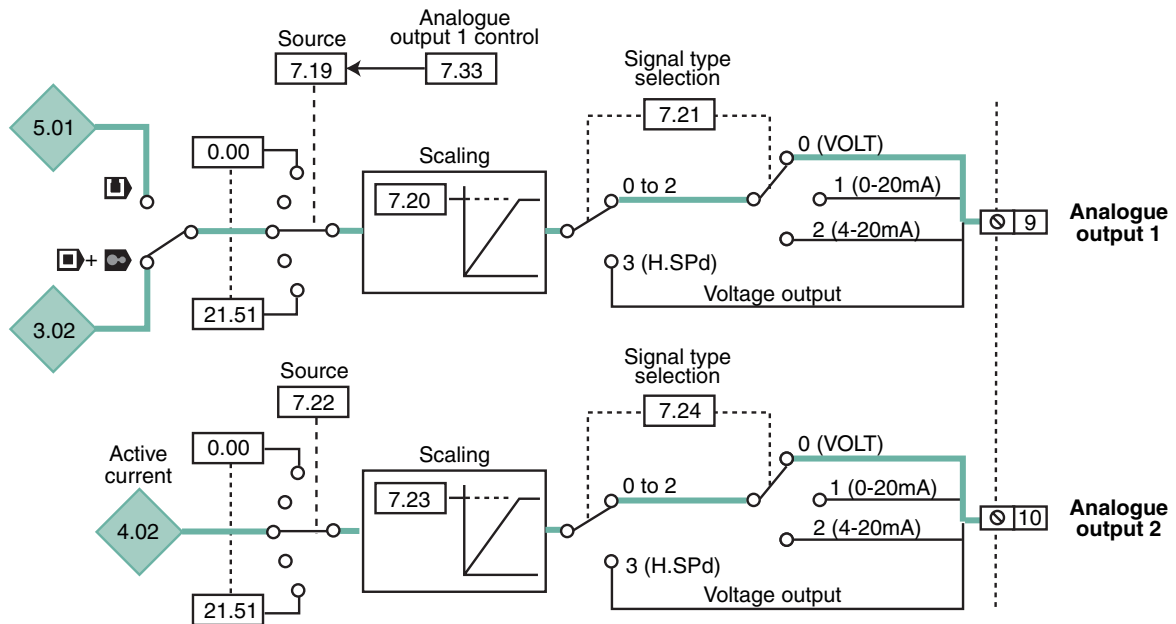 Analogue
output 1 control
Source
7.19
7.33
Signal type
selection
7.21
5.01
0.00
Scaling
7.20
0 to 2
0 (VOLT)
1 (0-20mA)
2 (4-20mA)
3 (H.SPd)
Voltage output
9
Analogue
output 1
+
3.02
21.51
Source
7.22
Signal type
selection
7.24
Active
current
4.02
0.00
Scaling
7.23
0 to 2
0 (VOLT)
1 (0-20mA)
2 (4-20mA)
3 (H.SPd)
Voltage output
10
Analogue
output 2
21.51